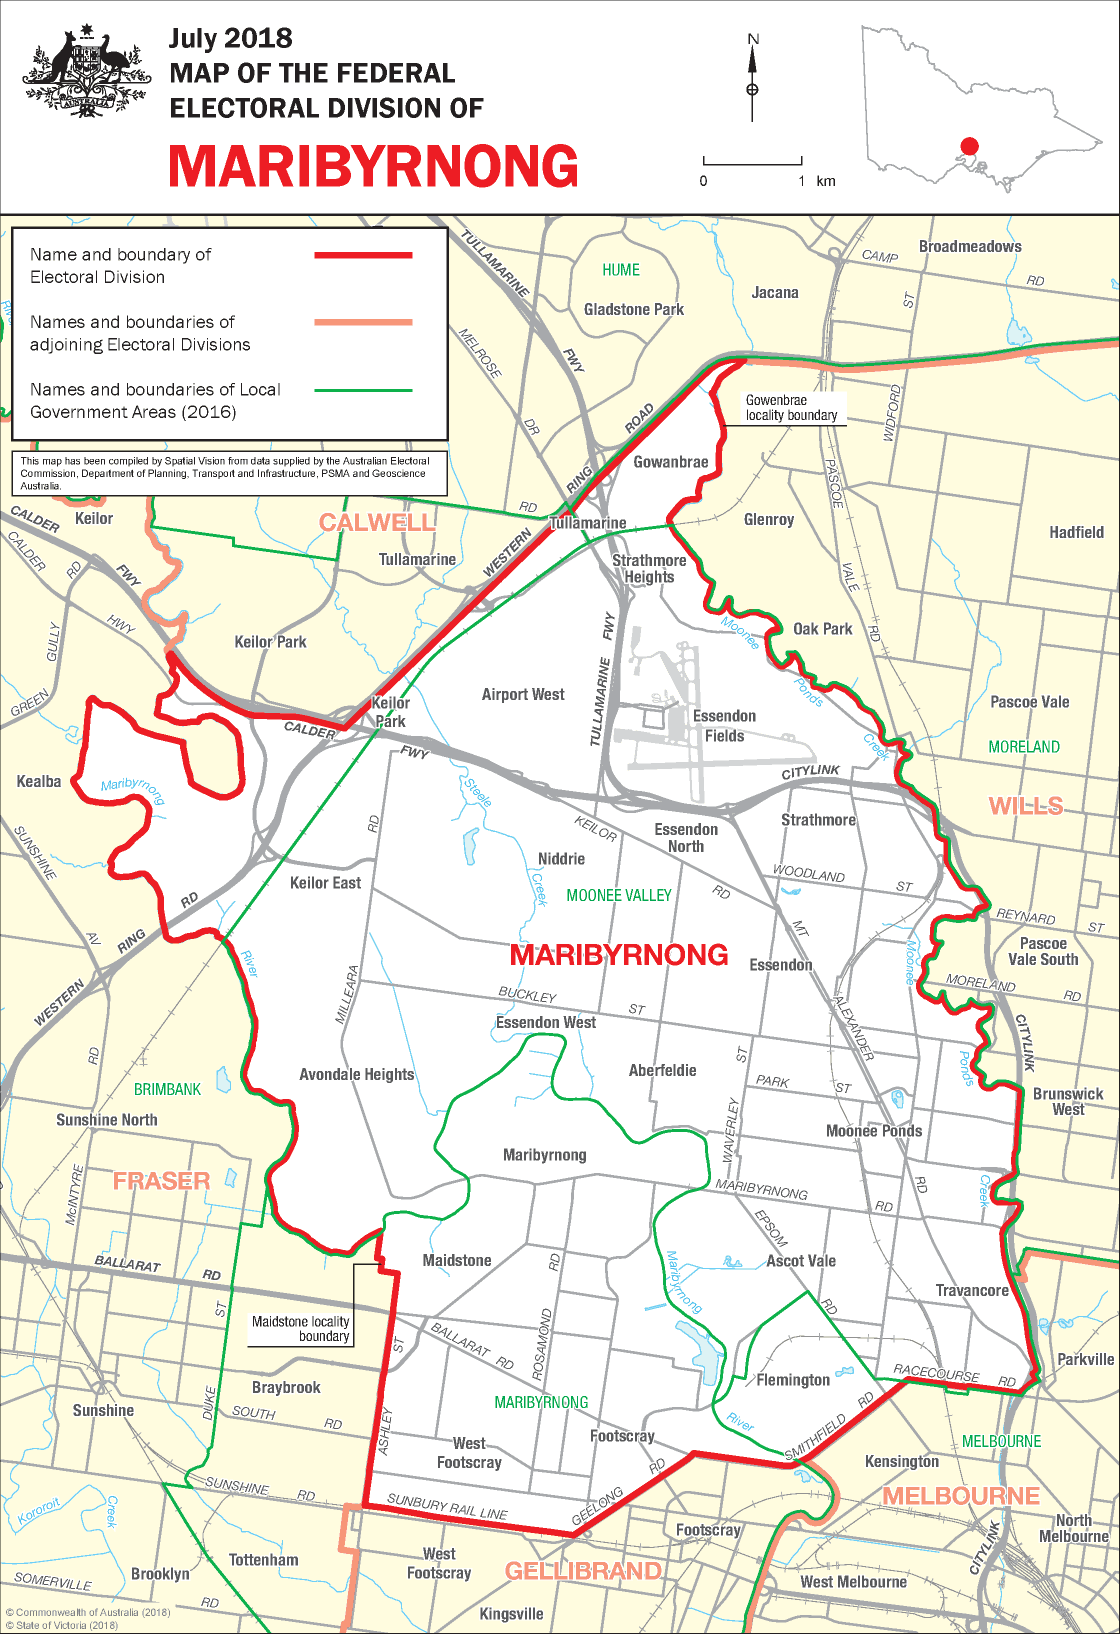 July 2018
MAP OF THE FEDERAL
ELECTORAL DIVISION OF
MARIBYRNONG
AUSTRALIA
N
0 1 km
Name and boundary of
Electoral Division
Names and boundaries of
adjoining Electoral Divisions
Names and boundaries of Local
Government Areas (2016)
This map has been compiled by Spatial Vision from data supplied by the Australian Electoral
Commission, Department of Planning, Transport and Infrastructure, PSMA and Geoscience
Australia.
TULLAMARINE
FWY
HUME
Gladstone Park
Jacana
Broadmeadows
CAMP
RD
ST
MELROSE
DR
WIDFORD
Gowenbrae
locality boundary
ROAD
RING
WESTERN
Gowanbrae
PASCOE
VALE
RD
Glenroy
Hadfield
CALDER
FWY
Keilor
CALWELL
RD
Tullamarine
Tullamarine
CALDER
HWY
RD
GULLY
GREEN
Strathmore
Heights
Keilor Park
Moonee
Ponds
Creek
Oak Park
TULLAMARINE
FWY
Airport West
Keilor
Park
Essendon
Fields
Pascoe Vale
MORELAND
WILLS
CALDER
FWY
CITYLINK
Kealba
Maribyrnong
Steele
Creek
KEILOR
RD
Essendon
North
Strathmore
SUNSHINE
AV
RD
Niddrie
WOODLAND
ST
Keilor East
MOONEE VALLEY
MT
ALEXANDER
RD
REYNARD
ST
Pascoe
Vale South
WESTERN
RING
RD
River
MARIBYRNONG
Essendon
Moonee
Ponds
Creek
MORELAND
RD
MILLEARA
BUCKLEY
ST
Essendon West
CITYLINK
RD
Avondale Heights
Aberfeldie
ST
WAVERLEY
PARK
ST
Brunswick
West
BRIMBANK
Sunshine North
Moonee Ponds
Maribyrnong
FRASER
McINTYRE
MARIBYRNONG
RD
EPSOM
RD
BALLARAT
RD
Maidstone
Maribyrnong
Ascot Vale
Travancore
ST
DUKE
Maidstone locality
boundary
ST
ASHLEY
BALLARAT
RD
RD
ROSAMOND
Parkville
Braybrook
Flemington
RACECOURSE
RD
Sunshine
SOUTH
RD
MARIBYRNONG
River
SMITHFIELD
RD
Footscray
West
Footscray
Kensington
MELBOURNE
SUNSHINE
RD
SUNBURY RAIL LINE
GEELONG
RD
MELBOURNE
Kororoit
Creek
Footscray
North
Melbourne
Tottenham
West
Footscray
GELLIBRAND
CITYLINK
Brooklyn
SOMERVILLE
RD
West Melbourne
Kingsville
© Commonwealth of Australia (2018)
© State of Victoria (2018)